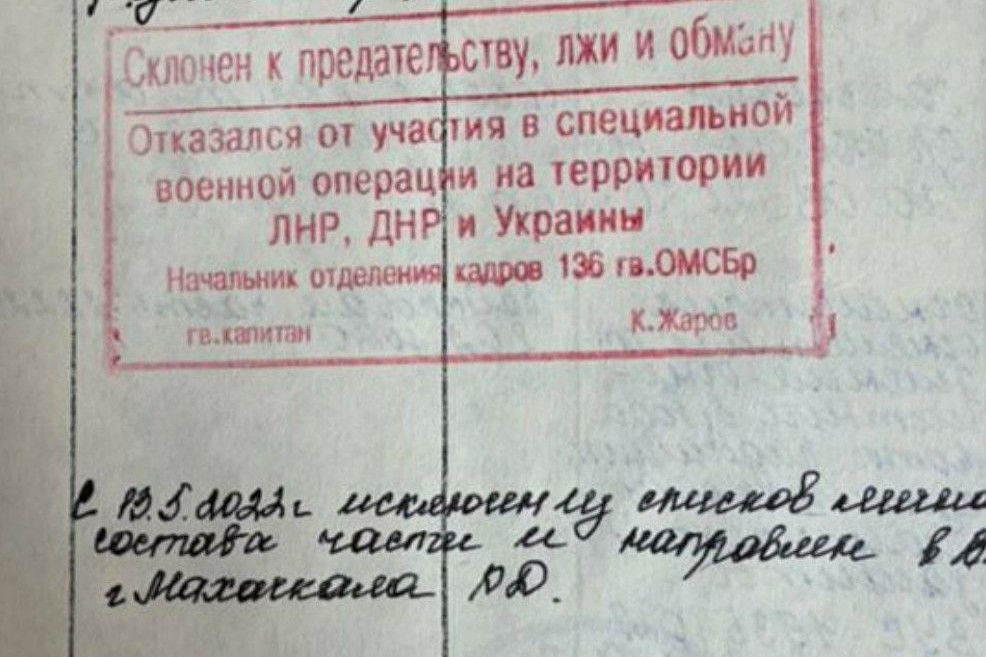 Склонен к предательству, лжи и обману
Отказался от участия в специальной
военной операции на территории
ЛНР, ДНР и Украины
Начальник отделения кадров 136 гв.ОМСБр
гв.капитан К.Жаров
С 13.5.2022г исключен из списков лично
состава части и направлен в В
г Махачкала РД.